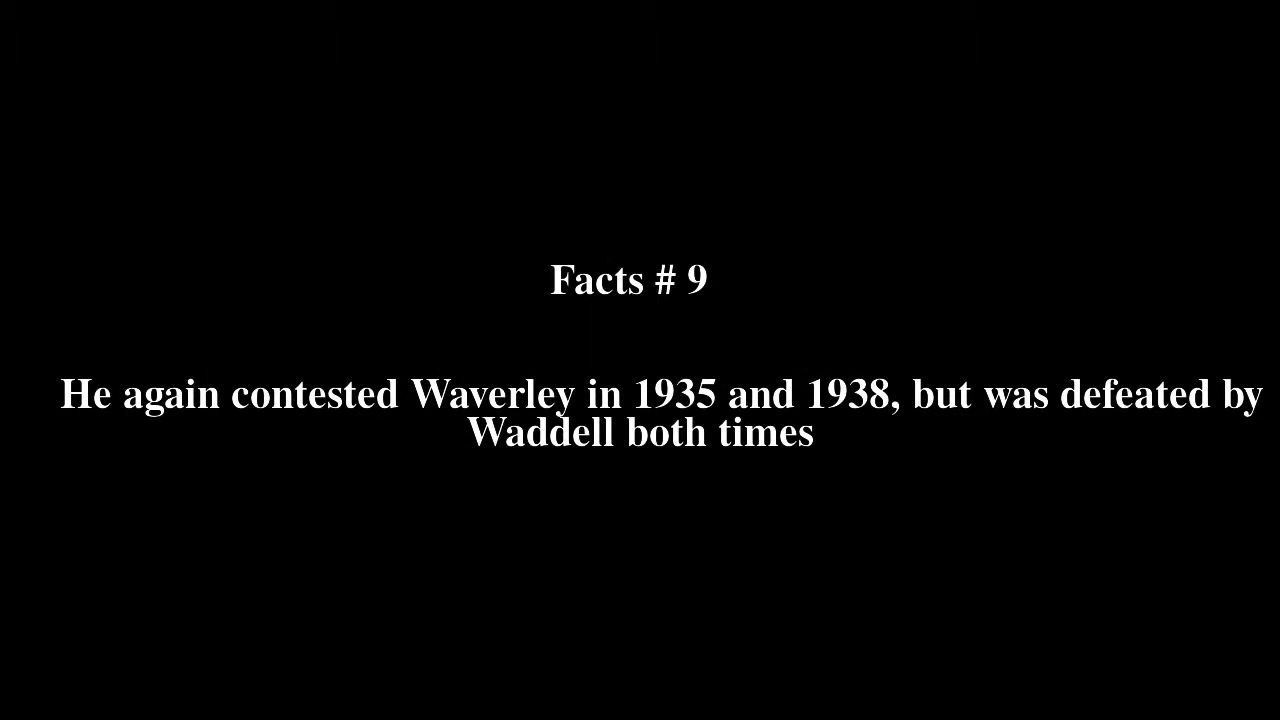 Facts # 9
He again contested Waverley in 1935 and 1938, but was defeated by
Waddell both times